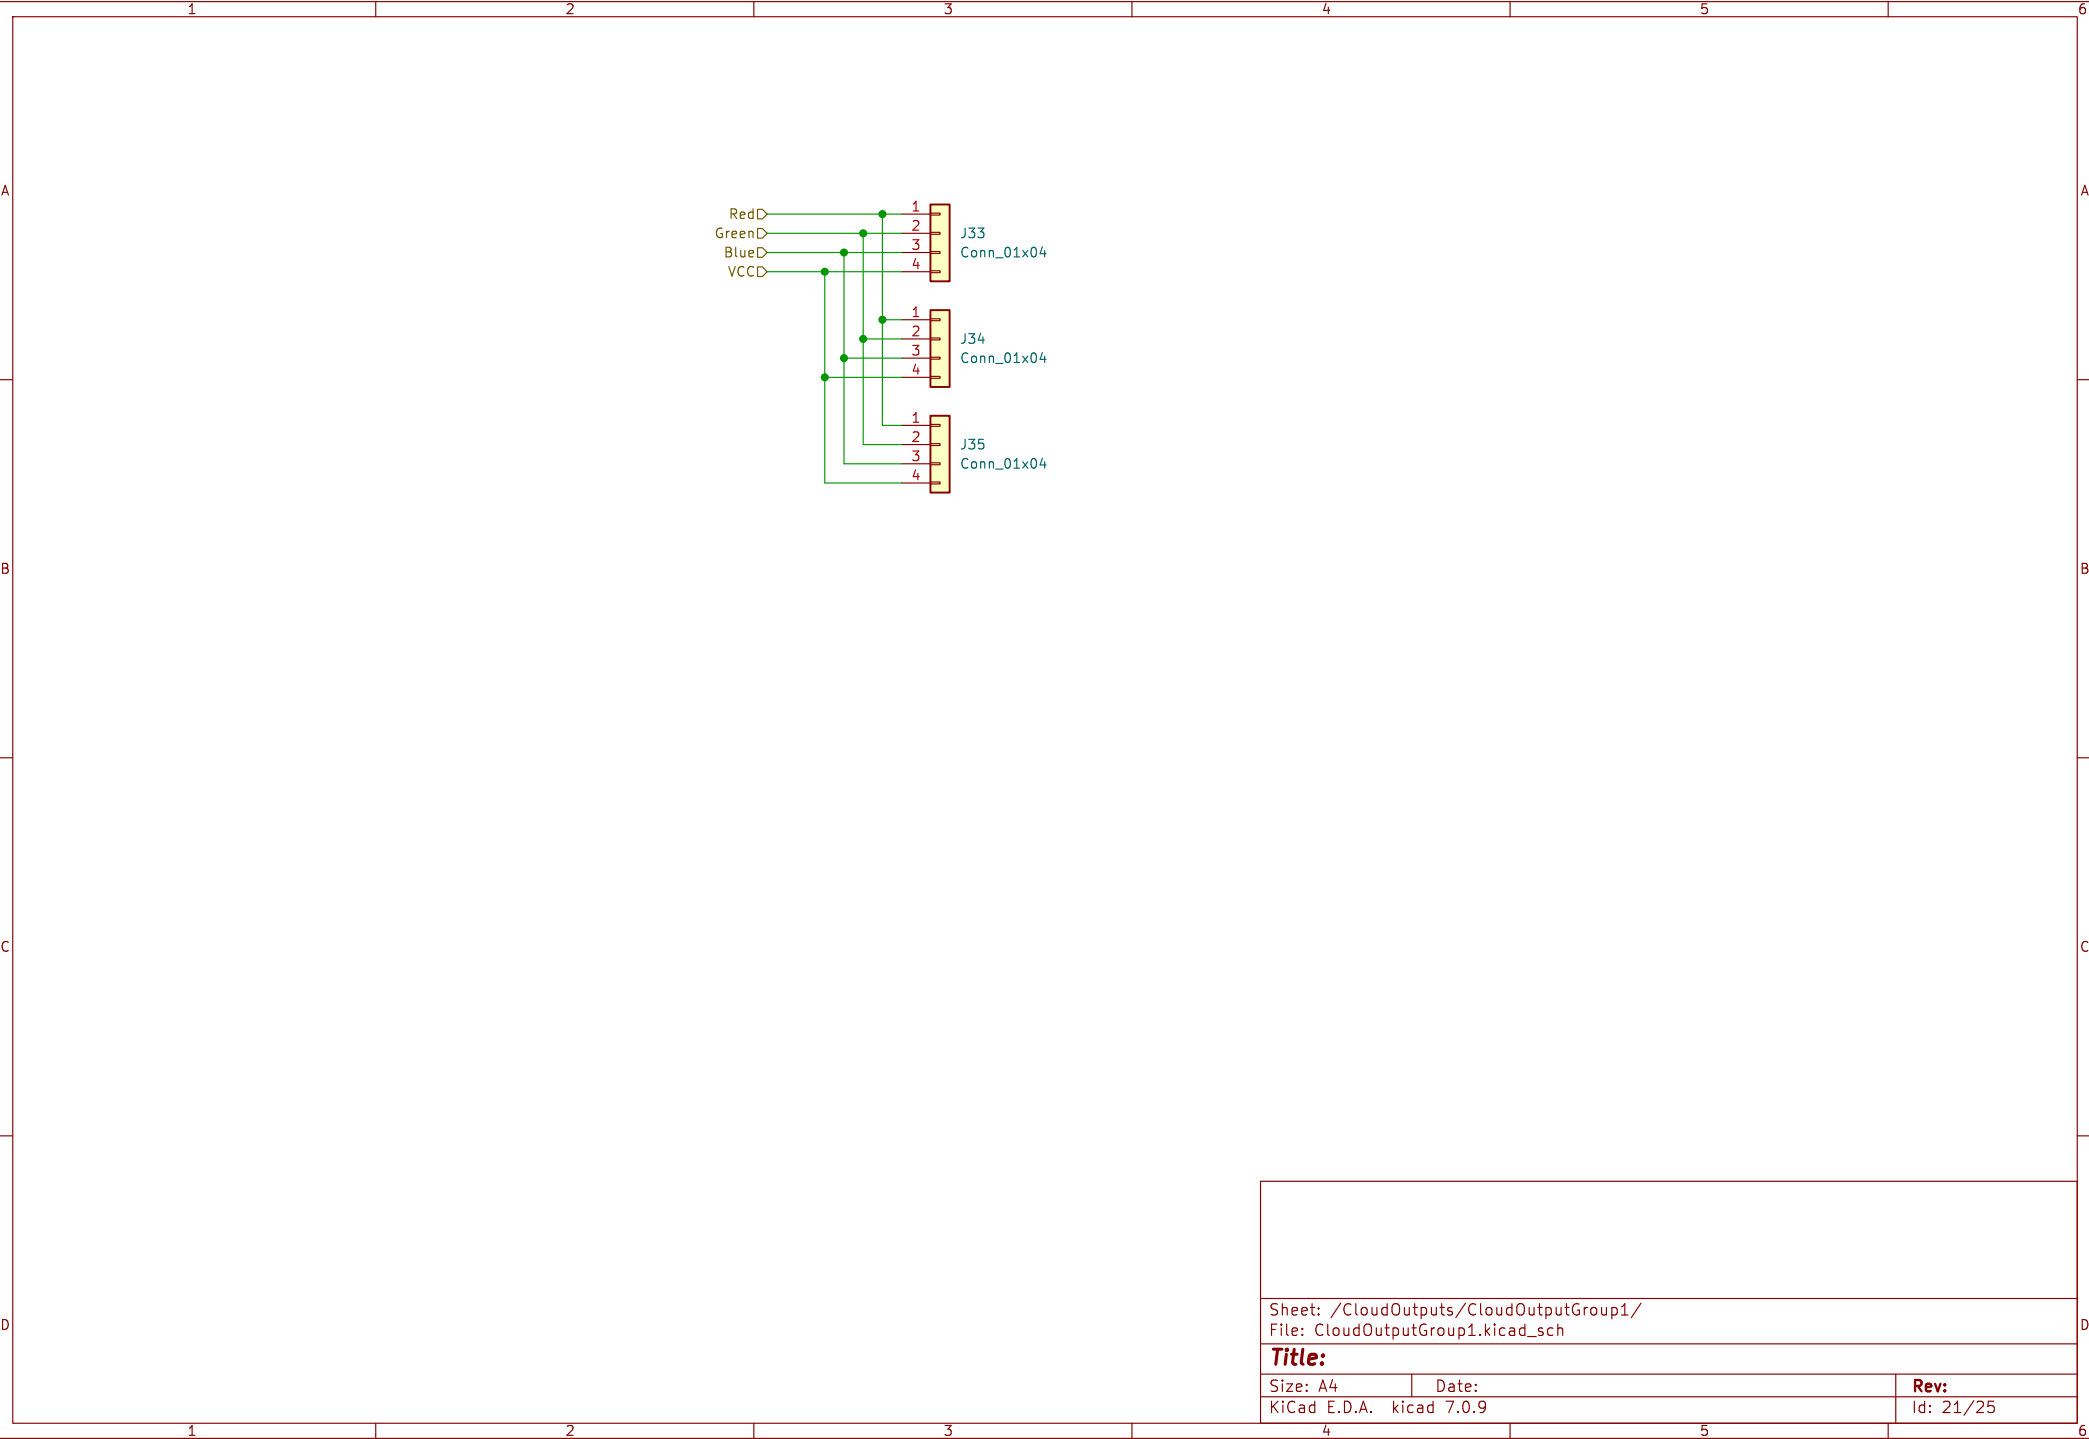 1 2 3 4 5 6
A A
Red 1
Green 2 J33
Blue 3 Conn_01x04
VCC 4
1
2 J34
3 Conn_01x04
4
1
2 J35
3 Conn_01x04
4
B B
C C
Sheet: /CloudOutputs/CloudOutputGroup1/
D D
File: CloudOutputGroup1.kicad_sch
Title:
Size: A4 Date: Rev:
KiCad E.D.A. kicad 7.0.9 Id: 21/25
1 2 3 4 5 6